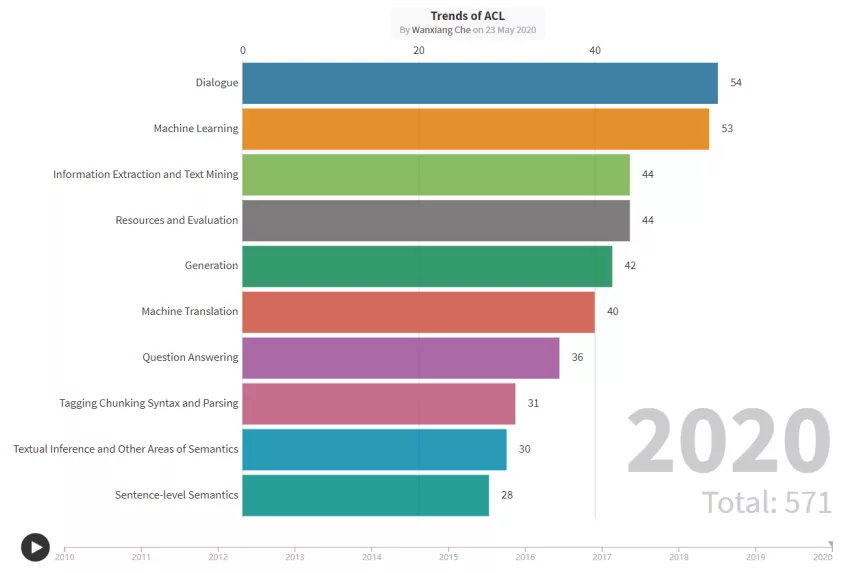 Trends of ACL
By Wanxiang Che on 23 May 2020
0 20 40
Dialogue 54
Machine Learning 53
Information Extraction and Text Mining 44
Resources and Evaluation 44
Generation 42
Machine Translation 40
Question Answering 36
Tagging Chunking Syntax and Parsing 31
Textual Inference and Other Areas of Semantics 30
Sentence-level Semantics 28
2020
Total: 571
2010 2011 2012 2013 2014 2015 2016 2017 2018 2019 2020